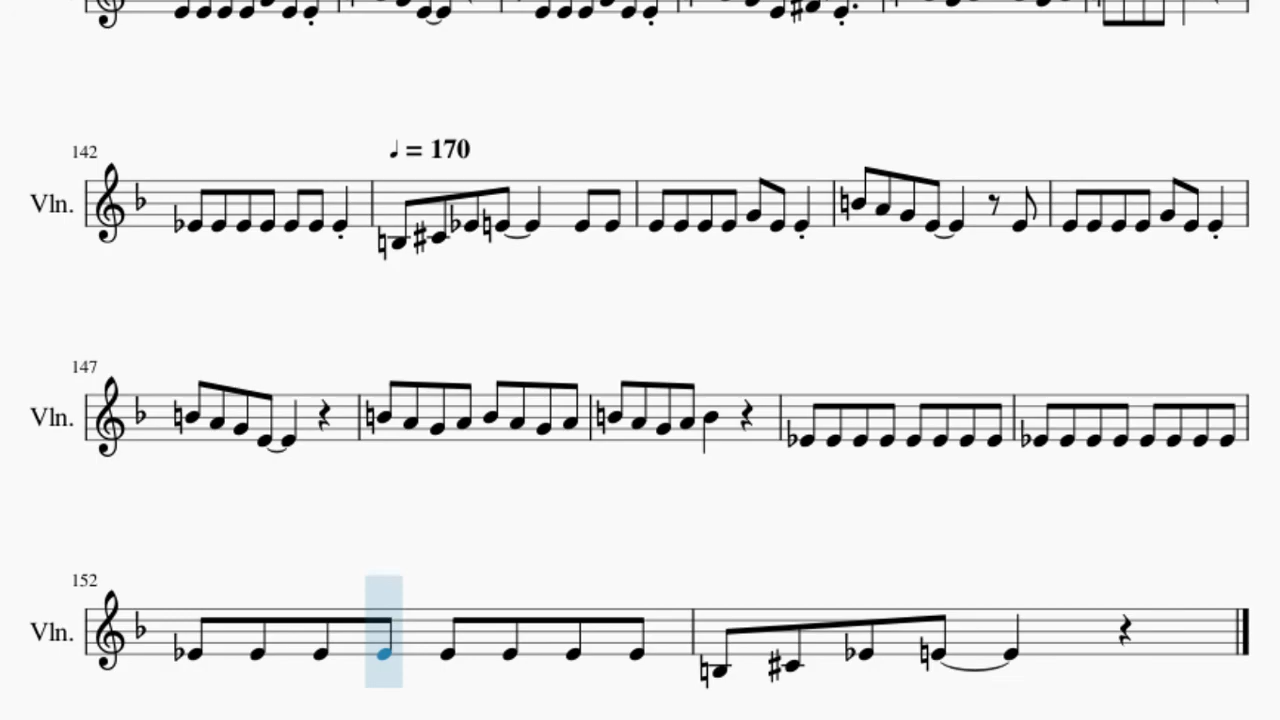 142
♩ = 170
Vln.
147
Vln.
152
Vln.